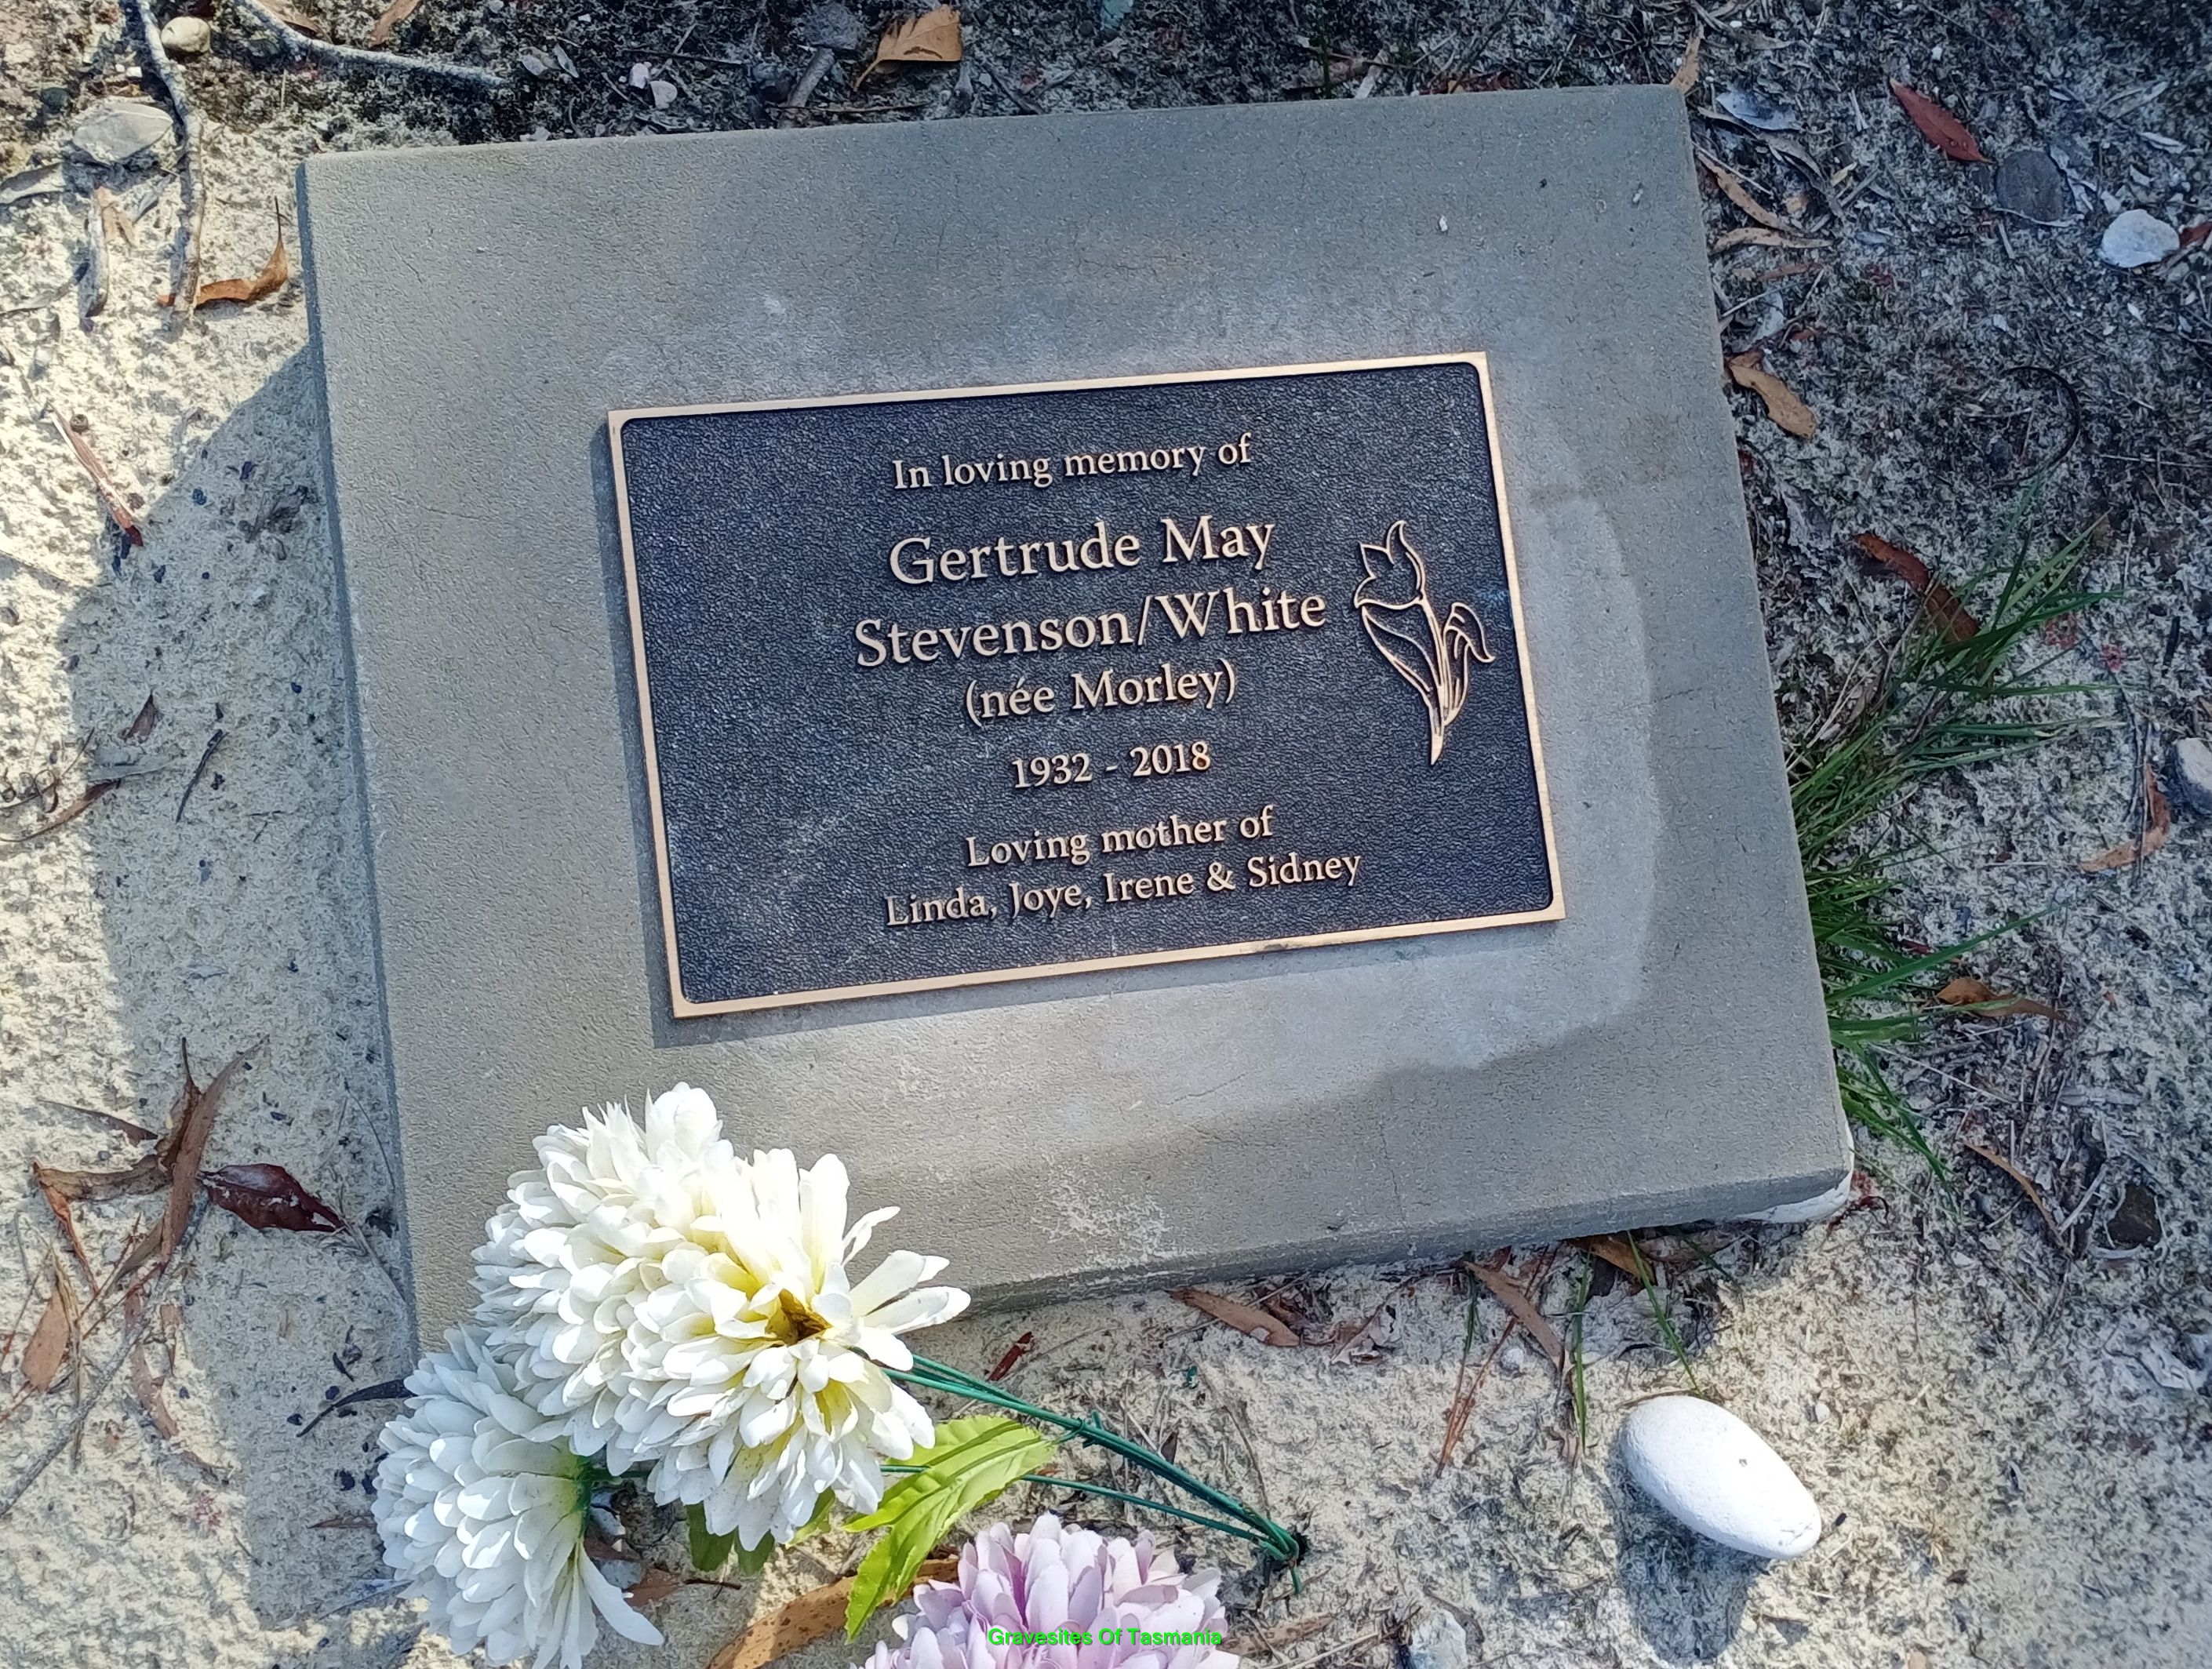 In loving memory of
Gertrude May
Stevenson/White
(née Morley)
1932 - 2018
Loving mother of
Linda, Joye, Irene & Sidney
Gravesites Of Tasmania